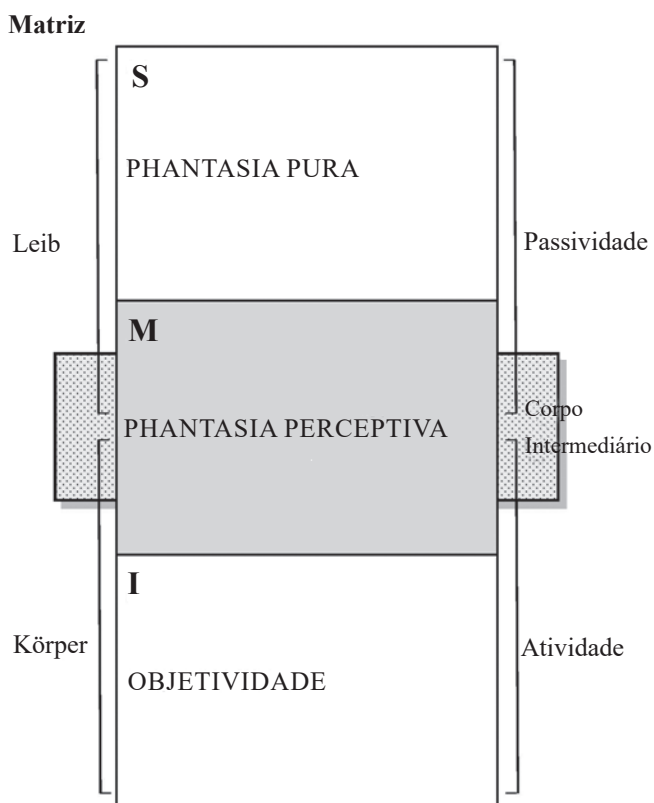 Matriz
S
PHANTASIA PURA
Leib
Passividade
M
PHANTASIA PERCEPTIVA
Corpo
Intermediário
I
Körper
Atividade
OBJETIVIDADE